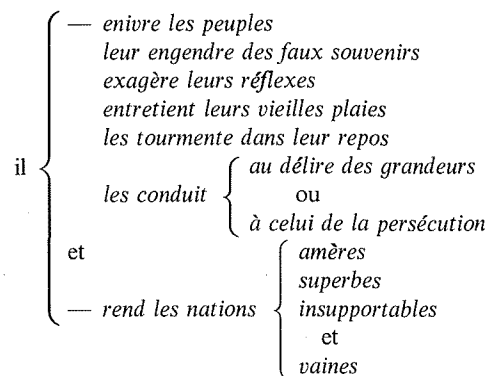 — enivre les peuples
leur engendre des faux souvenirs
exagère leurs réflexes
entretient leurs vieilles plaies
les tourmente dans leur repos
il
au délire des grandeurs
les conduit
ou
à celui de la persécution
et
amères
superbes
— rend les nations
insupportables
et
vaines